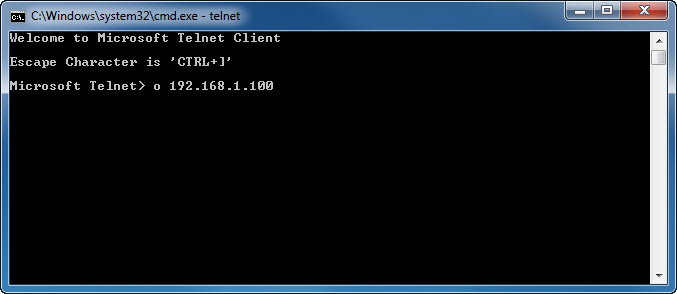 C:\Windows\system32\cmd.exe - telnet
Welcome to Microsoft Telnet Client
Escape Character is 'CTRL+]'
Microsoft Telnet> o 192.168.1.100